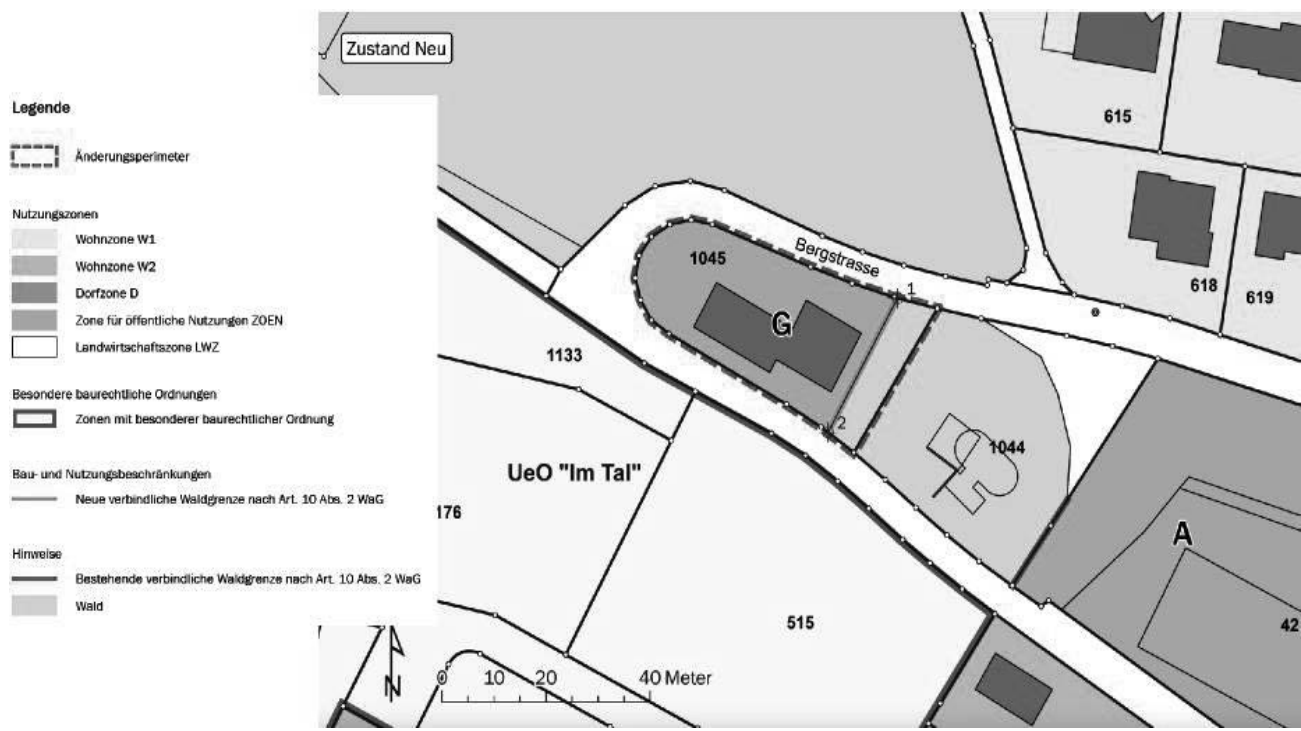 Zustand Neu
Legende
Änderungsperimeter
Nutzungszonen
Wohnzone W1
Wohnzone W2
Dorfzone D
Zone für öffentliche Nutzungen ZOEN
Landwirtschaftszone LWZ
Besondere baurechtliche Ordnungen
Zonen mit besonderer baurechtlicher Ordnung
Bau- und Nutzungsbeschränkungen
Neue verbindliche Waldgrenze nach Art. 10 Abs. 2 WaG
Hinweise
Bestehende verbindliche Waldgrenze nach Art. 10 Abs. 2 WaG
Wald
615
Bergstrasse
1045
1
618
619
G
1133
2
1044
UeO "Im Tal"
176
A
515
42
0 10 20 40 Meter
N